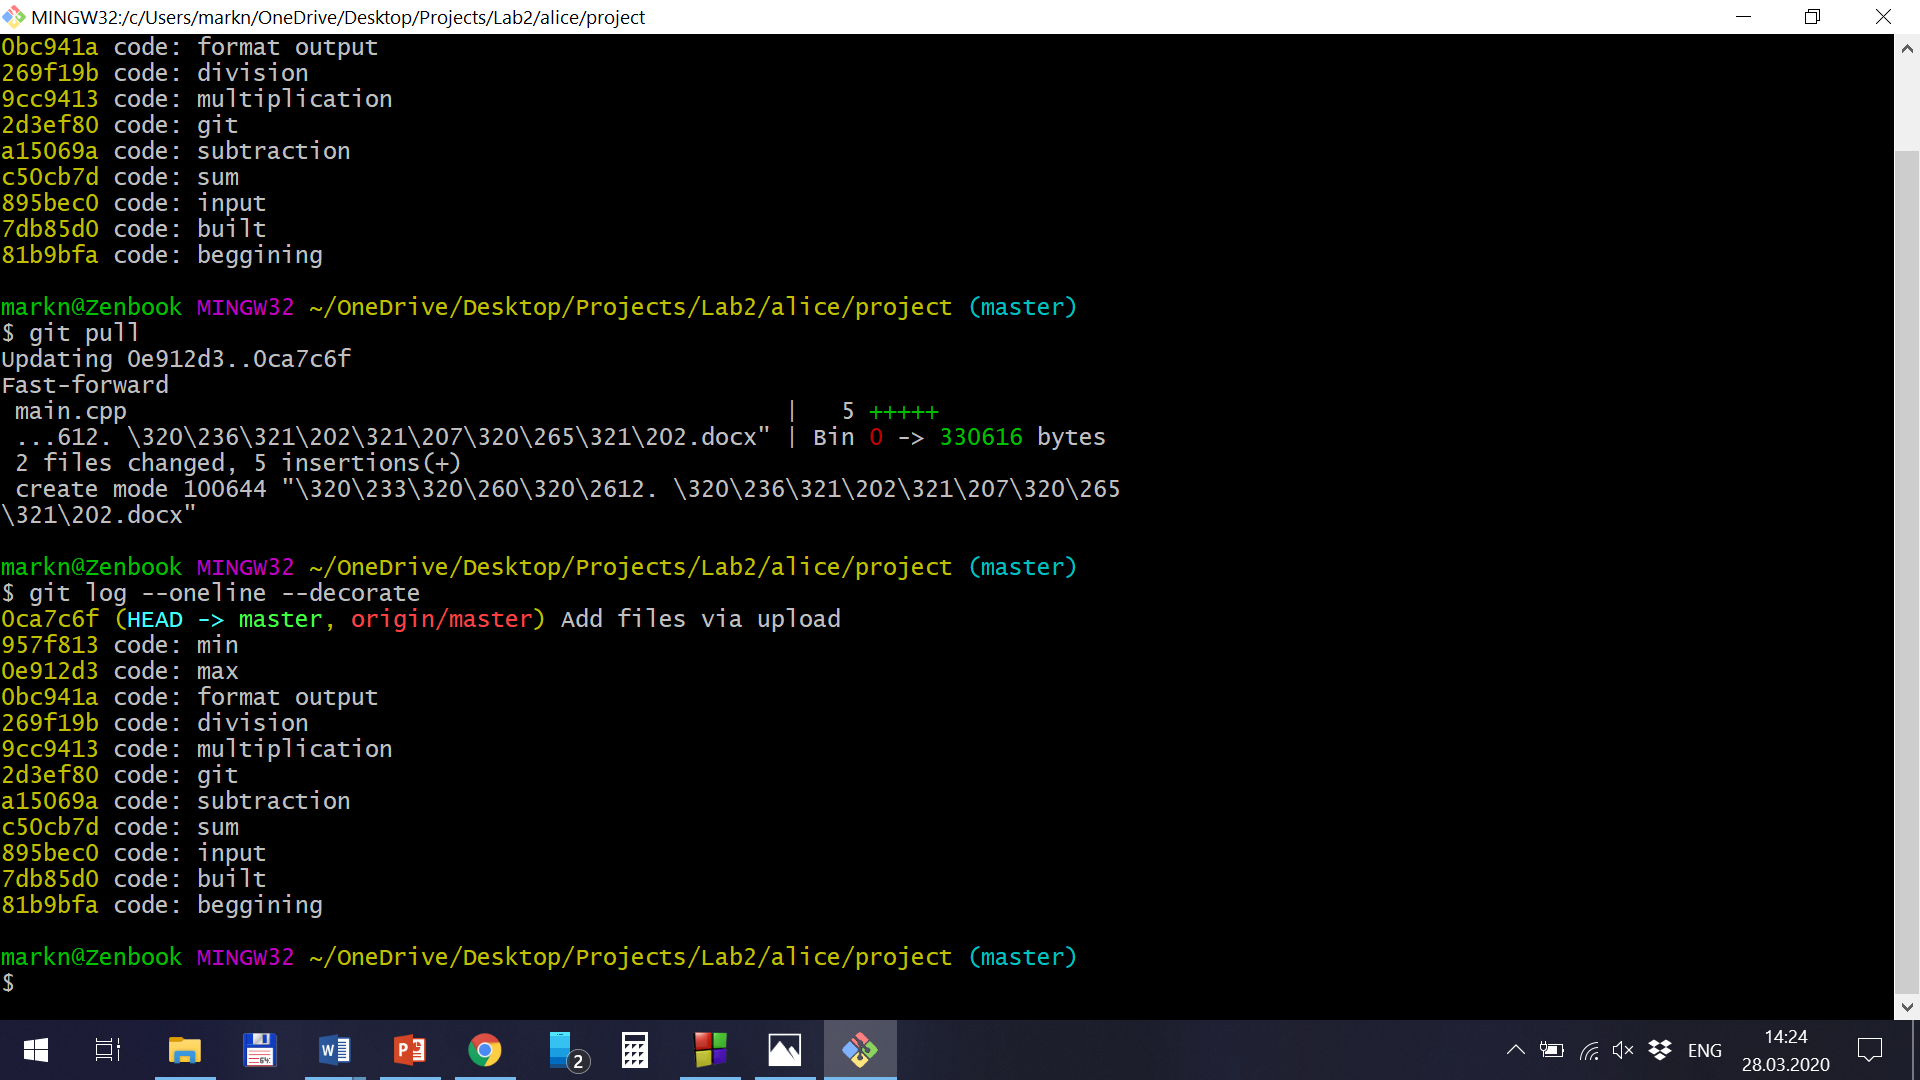 MINGW32:/c/Users/markn/OneDrive/Desktop/Projects/Lab2/alice/project
0bc941a code: format output
269f19b code: division
9cc9413 code: multiplication
2d3ef80 code: git
a15069a code: subtraction
c50cb7d code: sum
895bec0 code: input
7db85d0 code: built
81b9bfa code: beggining
markn@Zenbook MINGW32 ~/OneDrive/Desktop/Projects/Lab2/alice/project (master)
$ git pull
Updating 0e912d3..0ca7c6f
Fast-forward
main.cpp | 5 +++++
...612. \320\236\321\202\321\207\320\265\321\202.docx" | Bin 0 -> 330616 bytes
2 files changed, 5 insertions(+)
create mode 100644 "\320\233\320\260\320\2612. \320\236\321\202\321\207\320\265
\321\202.docx"
markn@Zenbook MINGW32 ~/OneDrive/Desktop/Projects/Lab2/alice/project (master)
$ git log --oneline --decorate
0ca7c6f (HEAD -> master, origin/master) Add files via upload
957f813 code: min
0e912d3 code: max
0bc941a code: format output
269f19b code: division
9cc9413 code: multiplication
2d3ef80 code: git
a15069a code: subtraction
c50cb7d code: sum
895bec0 code: input
7db85d0 code: built
81b9bfa code: beggining
markn@Zenbook MINGW32 ~/OneDrive/Desktop/Projects/Lab2/alice/project (master)
$
64
W
P
2
ENG
14:24
28.03.2020